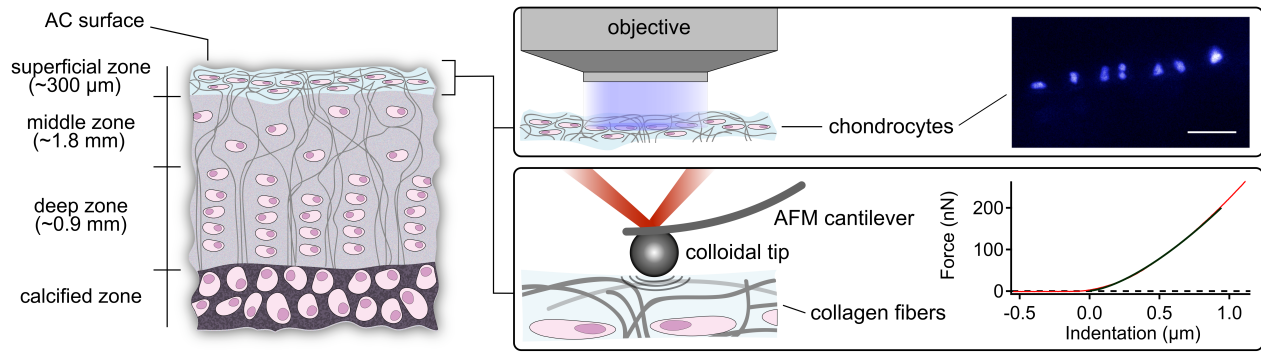 AC surface
superficial zone
(~300 µm)
middle zone
(~1.8 mm)
deep zone
(~0.9 mm)
calcified zone
objective
chondrocytes
AFM cantilever
colloidal tip
collagen fibers
Force (nN)
200
100
0
-0.5
0.0
0.5
1.0
Indentation (µm)